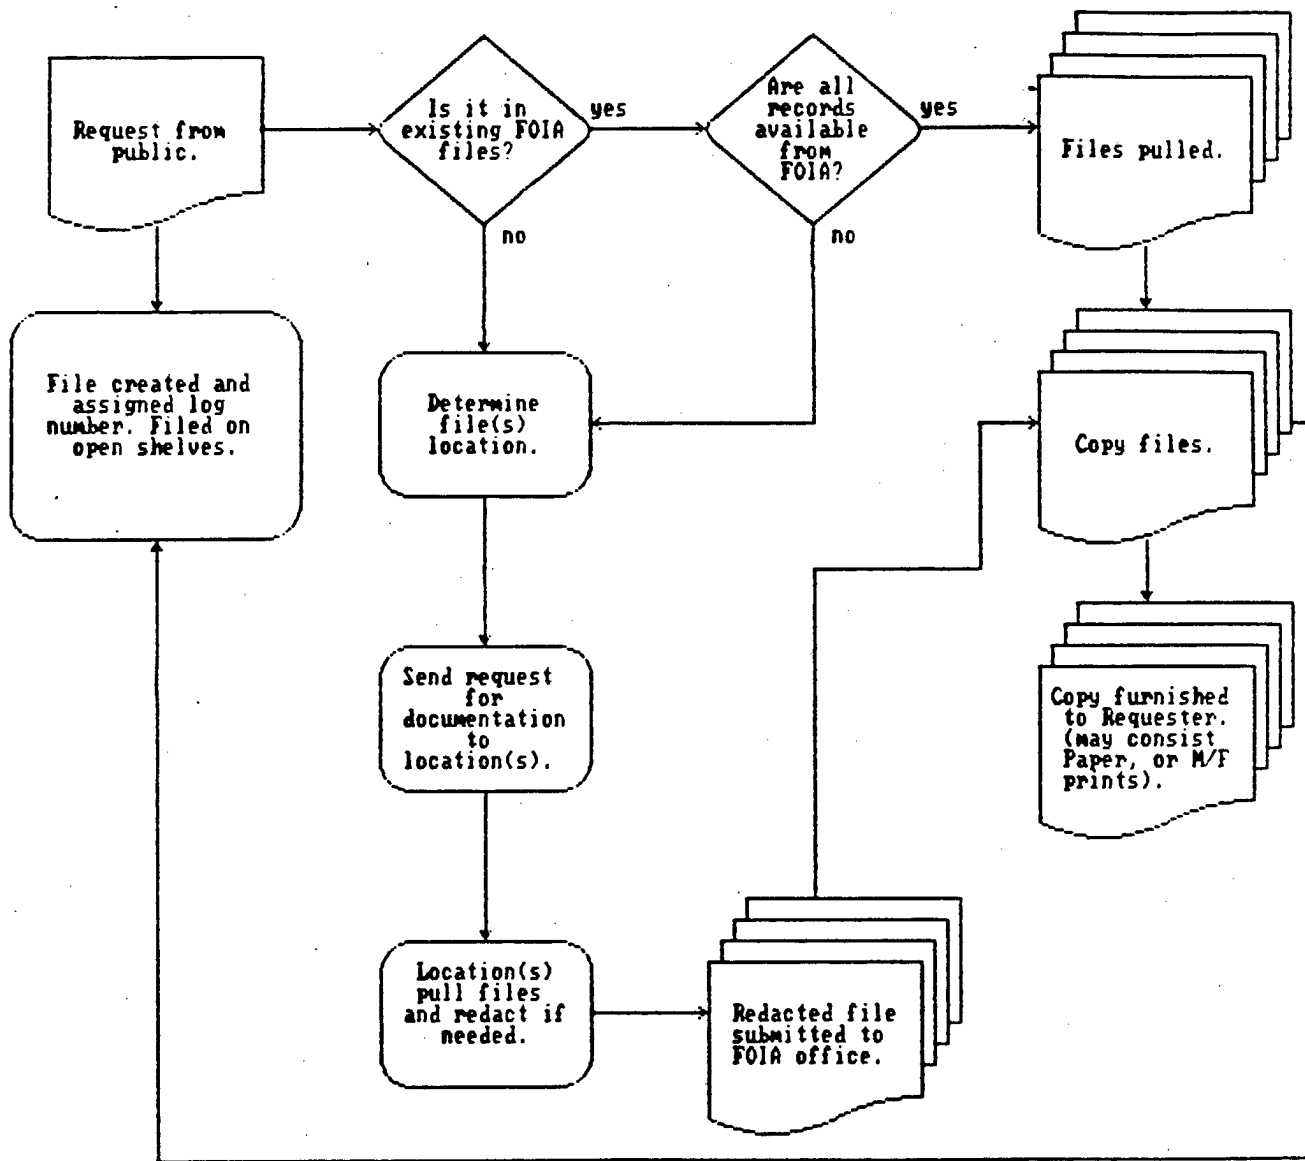 Request from
public.
Is it in
existing FOIA
files?
yes
no
Are all
records
available
from
FOIA?
yes
no
Files pulled.
File created and
assigned log
number. Filed on
open shelves.
Determine
file(s)
location.
Copy files.
Send request
for
documentation
to
location(s).
Copy furnished
to Requester.
(may consist
Paper, or M/F
prints).
Location(s)
pull files
and redact if
needed.
Redacted file
submitted to
FOIA office.